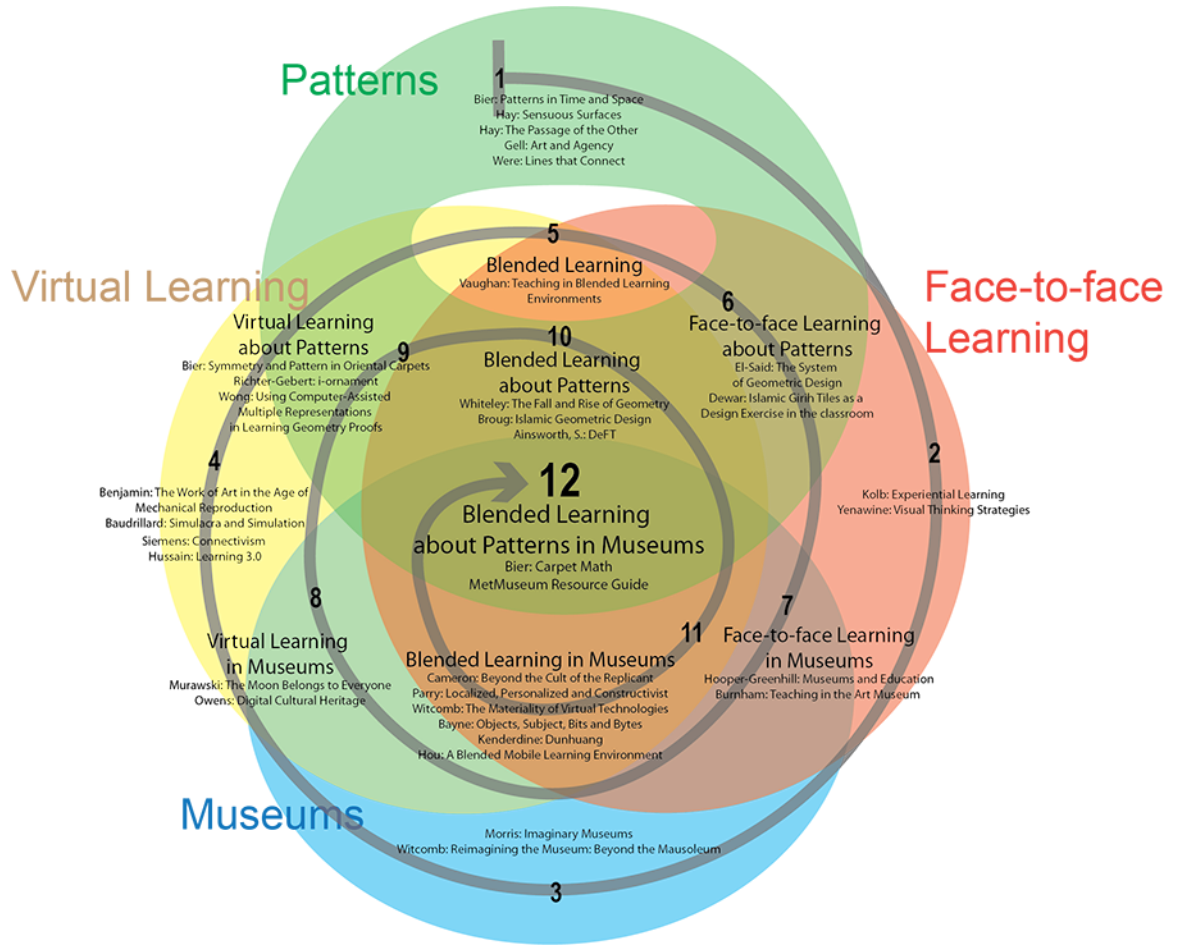 Patterns
1
Bier: Patterns in Time and Space
Hay: Sensuous Surfaces
Hay: The Passage of the Other
Gell: Art and Agency
Were: Lines that Connect
Virtual Learning
Face-to-face
Learning
5
Blended Learning
Vaughan: Teaching in Blended Learning
Environments
6
Face-to-face Learning
about Patterns
El-Said: The System
of Geometric Design
Dewar: Islamic Girih Tiles as a
Design Exercise in the classroom
Virtual Learning
about Patterns
Bier: Symmetry and Pattern in Oriental Carpets
Richter-Gebert: i-ornament
Wong: Using Computer-Assisted
Multiple Representations
in Learning Geometry Proofs
9
10
Blended Learning
about Patterns
Whiteley: The Fall and Rise of Geometry
Broug: Islamic Geometric Design
Ainsworth, S.: DeFT
2
Kolb: Experiential Learning
Yenawine: Visual Thinking Strategies
4
Benjamin: The Work of Art in the Age of
Mechanical Reproduction
Baudrillard: Simulacra and Simulation
Siemens: Connectivism
Hussain: Learning 3.0
12
Blended Learning
about Patterns in Museums
Bier: Carpet Math
MetMuseum Resource Guide
8
Virtual Learning
in Museums
Murawski: The Moon Belongs to Everyone
Owens: Digital Cultural Heritage
7
Face-to-face Learning
in Museums
Hooper-Greenhill: Museums and Education
Burnham: Teaching in the Art Museum
11
Blended Learning in Museums
Cameron: Beyond the Cult of the Replicant
Parry: Localized, Personalized and Constructivist
Witcomb: The Materiality of Virtual Technologies
Bayne: Objects, Subject, Bits and Bytes
Kenderdine: Dunhuang
Hou: A Blended Mobile Learning Environment
Museums
Morris: Imaginary Museums
Witcomb: Reimagining the Museum: Beyond the Mausoleum
3